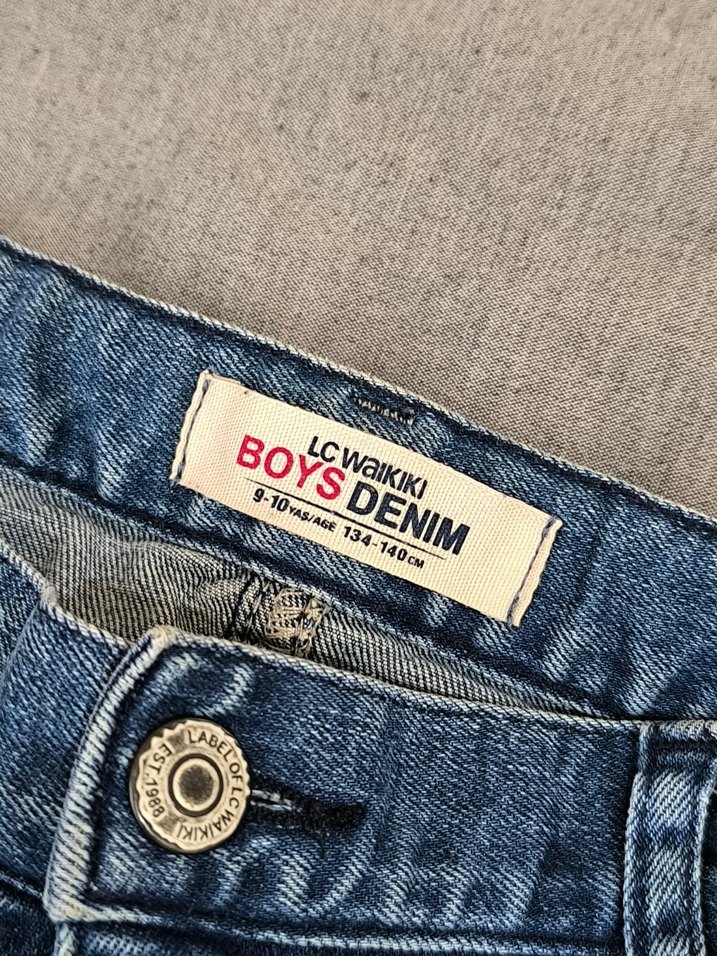 LC WAIKIKI
BOYS DENIM
9-10 YAŞ/AGE 134-140 CM
LABEL OF LC WAIKIKI
EST. 1988